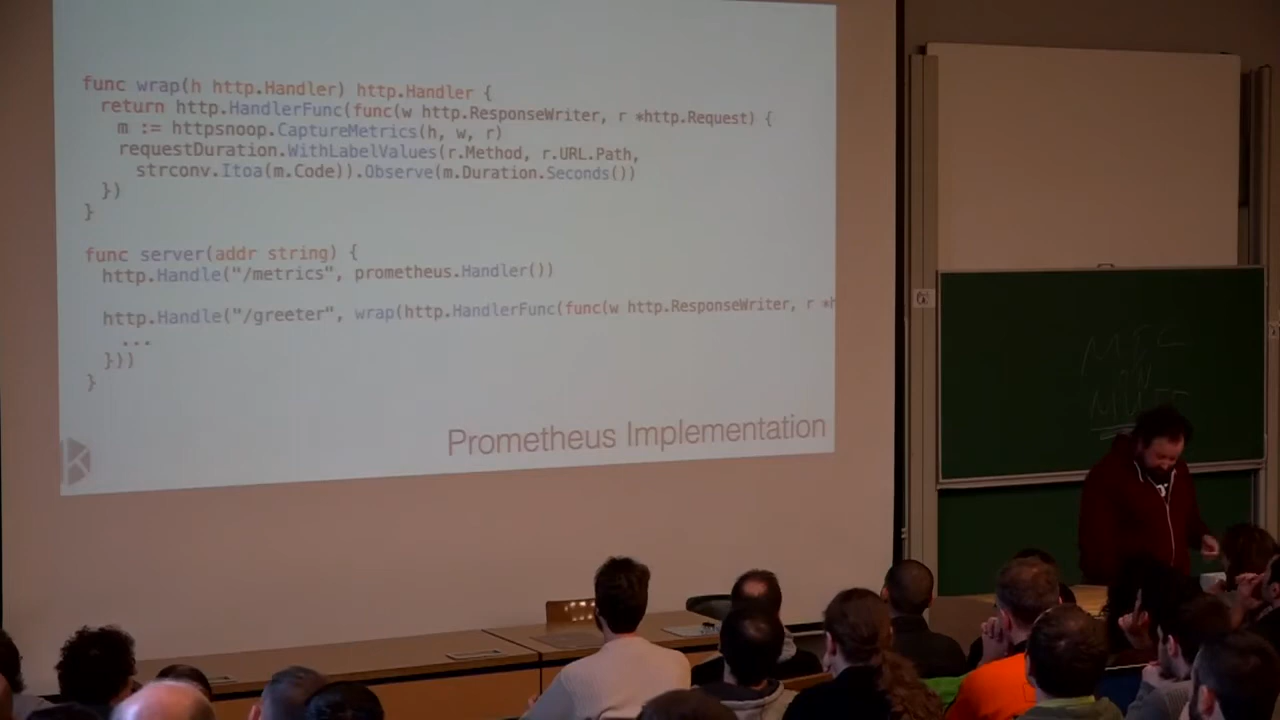 func wrap(h http.Handler) http.Handler {
return http.HandlerFunc(func(w http.ResponseWriter, r *http.Request) {
m := httpsnoop.CaptureMetrics(h, w, r)
requestDuration.WithLabelValues(r.Method, r.URL.Path,
strconv.Itoa(m.Code)).Observe(m.Duration.Seconds())
})
}
func server(addr string) {
http.Handle("/metrics", prometheus.Handler())
http.Handle("/greeter", wrap(http.HandlerFunc(func(w http.ResponseWriter, r *h
...
}))
}
Prometheus Implementation